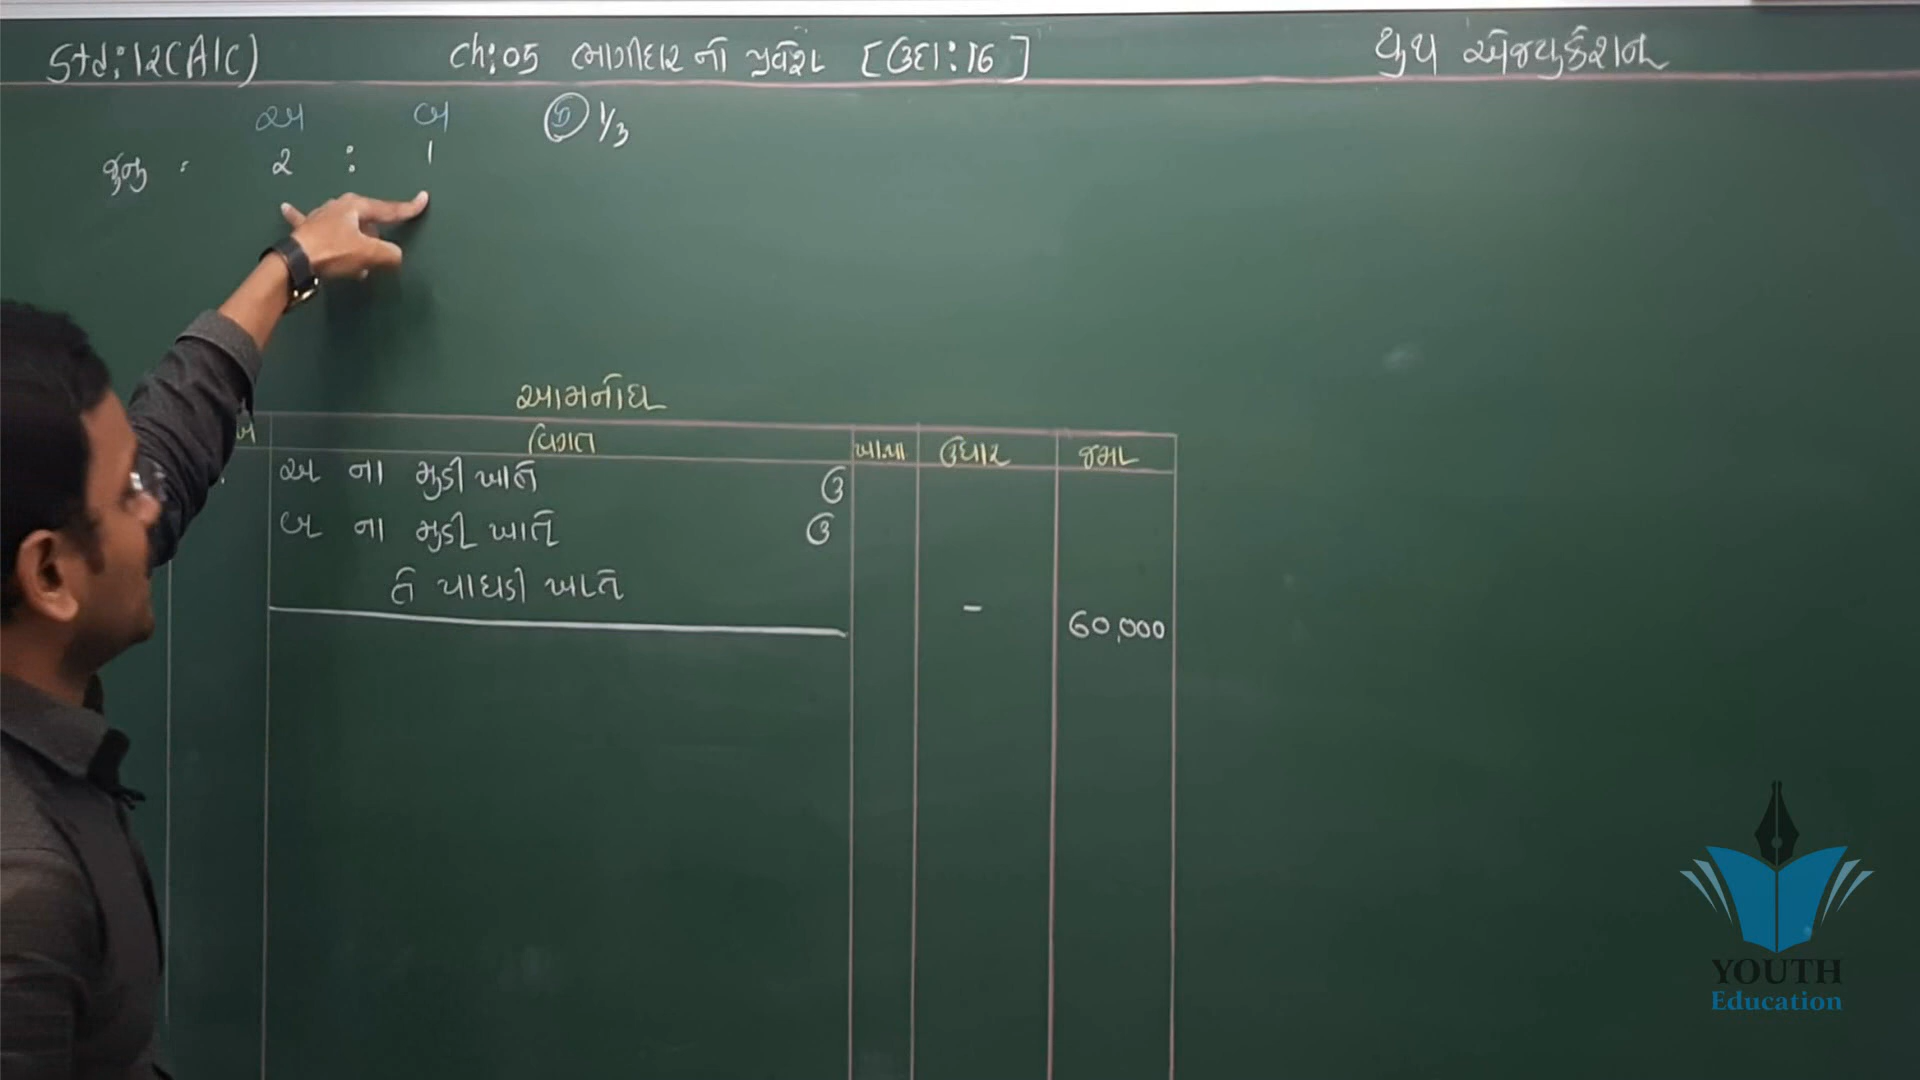 Std:12(A/C)
Ch:05 ભાગીદાર નો પ્રવેશ [ઉદા:16]
યુથ એજ્યુકેશન
અ બ ક 1/3
જુનું : ૨ : 1
આમનોંધ
વિગત ખા.પા ઉધાર જમા
અ ના મુડી ખાતે ઉ
બ ના મુડી ખાતે ઉ
તે પાઘડી ખાતે - 60,000
YOUTH
Education